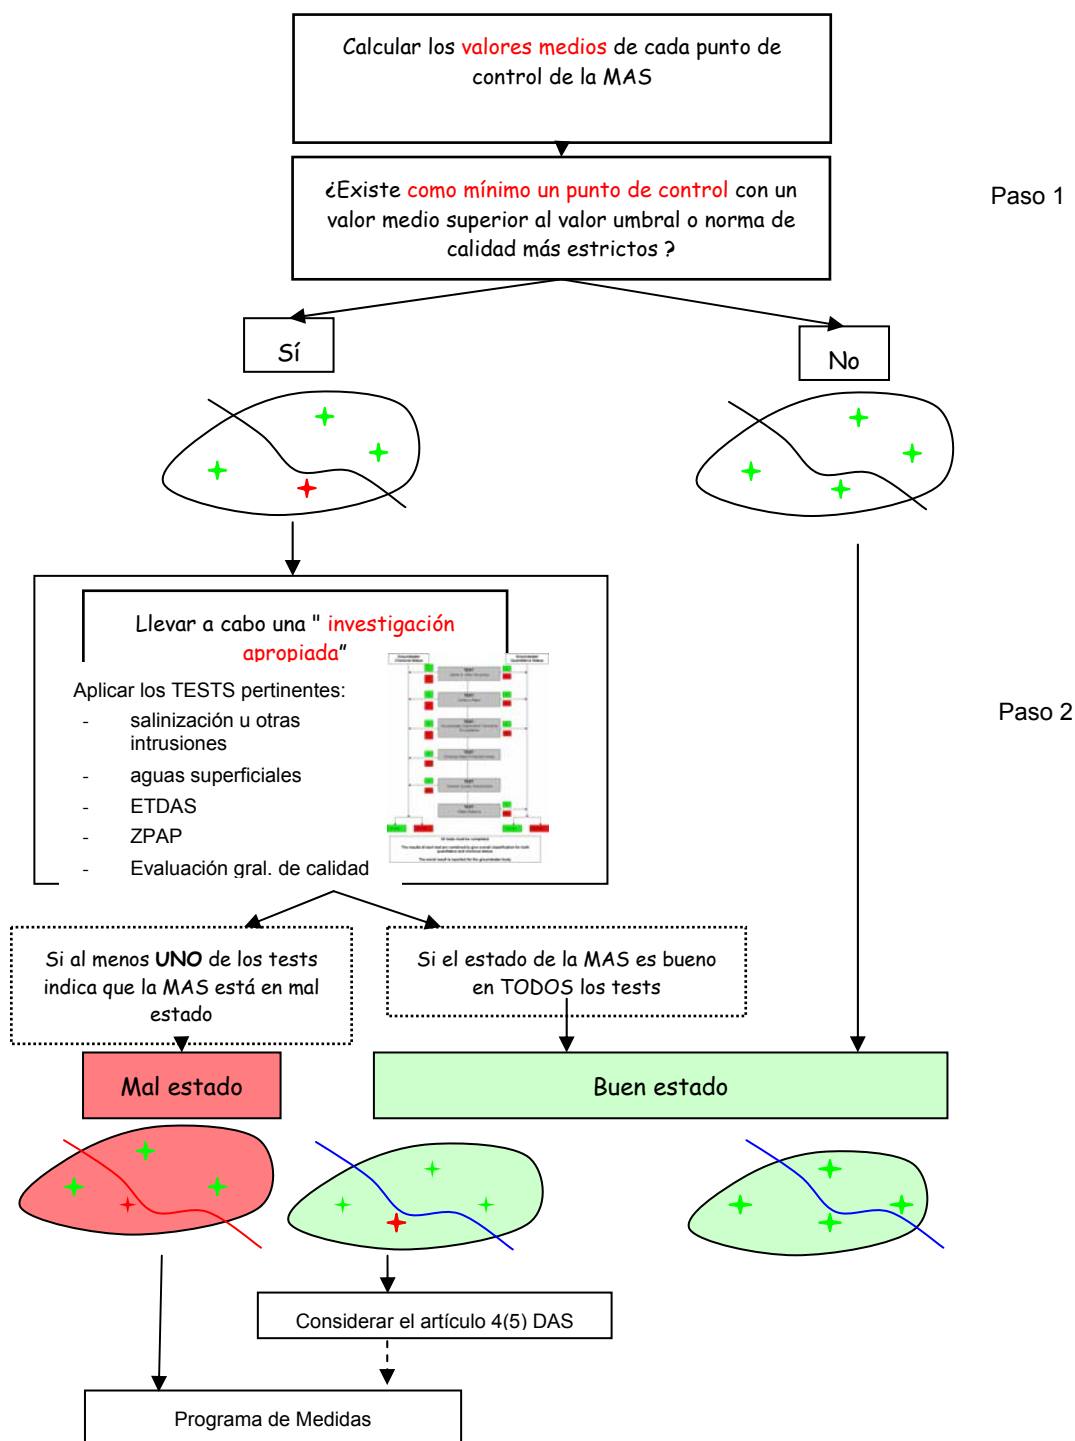 Calcular los valores medios de cada punto de
control de la MAS
¿Existe como mínimo un punto de control con un
valor medio superior al valor umbral o norma de
calidad más estrictos ?
Paso 1
Sí
No
Llevar a cabo una " investigación
apropiada"
Aplicar los TESTS pertinentes:
- salinización u otras
intrusiones
- aguas superficiales
- ETDAS
- ZPAP
- Evaluación gral. de calidad
Paso 2
Si al menos UNO de los tests
indica que la MAS está en mal
estado
Si el estado de la MAS es bueno
en TODOS los tests
Mal estado
Buen estado
Considerar el artículo 4(5) DAS
Programa de Medidas